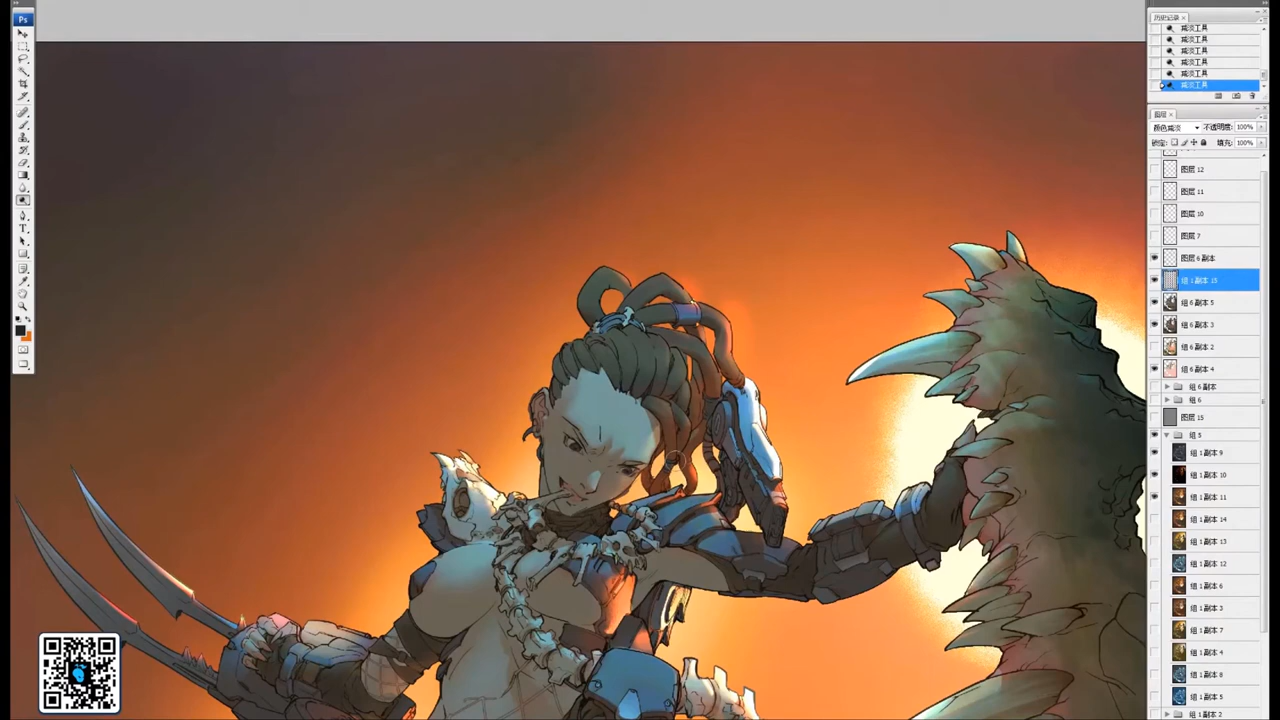 Ps
历史记录
减淡工具
减淡工具
减淡工具
减淡工具
减淡工具
减淡工具
图层
颜色减淡
不透明度: 100%
锁定:
填充: 100%
图层 12
图层 11
图层 10
图层 7
图层 6 副本
组 1 副本 15
组 6 副本 5
组 6 副本 3
组 6 副本 2
组 6 副本 4
组 6 副本
组 6
图层 15
组 5
组 1 副本 9
组 1 副本 10
组 1 副本 11
组 1 副本 14
组 1 副本 13
组 1 副本 12
组 1 副本 6
组 1 副本 3
组 1 副本 7
组 1 副本 4
组 1 副本 8
组 1 副本 5
组 1 副本 2